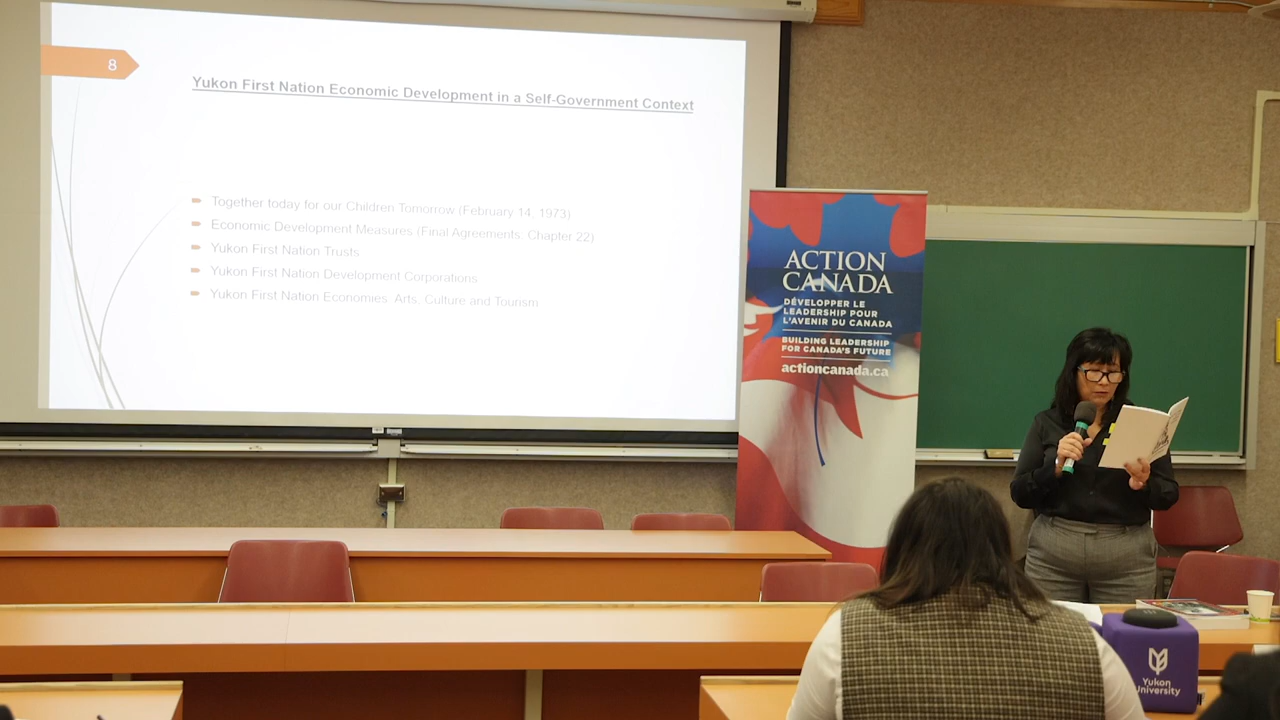 8
Yukon First Nation Economic Development in a Self-Government Context
Together today for our Children Tomorrow (February 14, 1973)
Economic Development Measures (Final Agreements: Chapter 22)
Yukon First Nation Trusts
Yukon First Nation Development Corporations
Yukon First Nation Economies: Arts, Culture and Tourism
ACTION
CANADA
DÉVELOPPER LE
LEADERSHIP POUR
L'AVENIR DU CANADA
BUILDING LEADERSHIP
FOR CANADA'S FUTURE
actioncanada.ca
Yukon
University